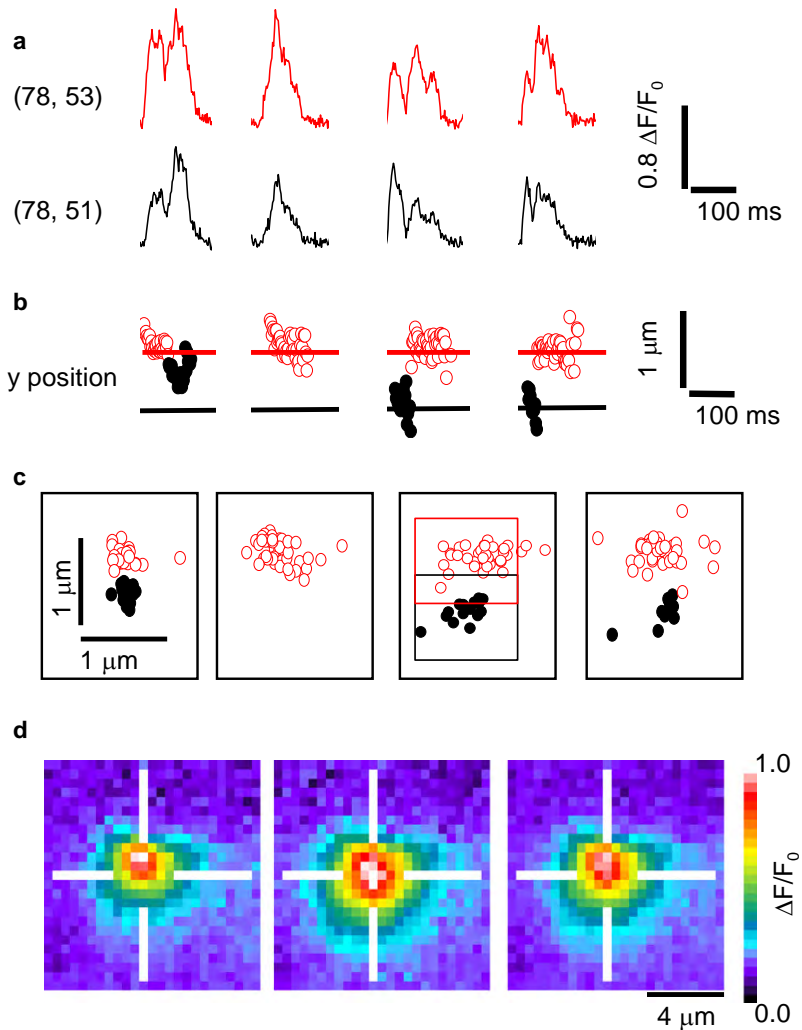 a
(78, 53)
(78, 51)
0.8 ΔF/F0
100 ms
b
y position
1 μm
100 ms
c
1 μm
1 μm
d
1.0
ΔF/F0
0.0
4 μm